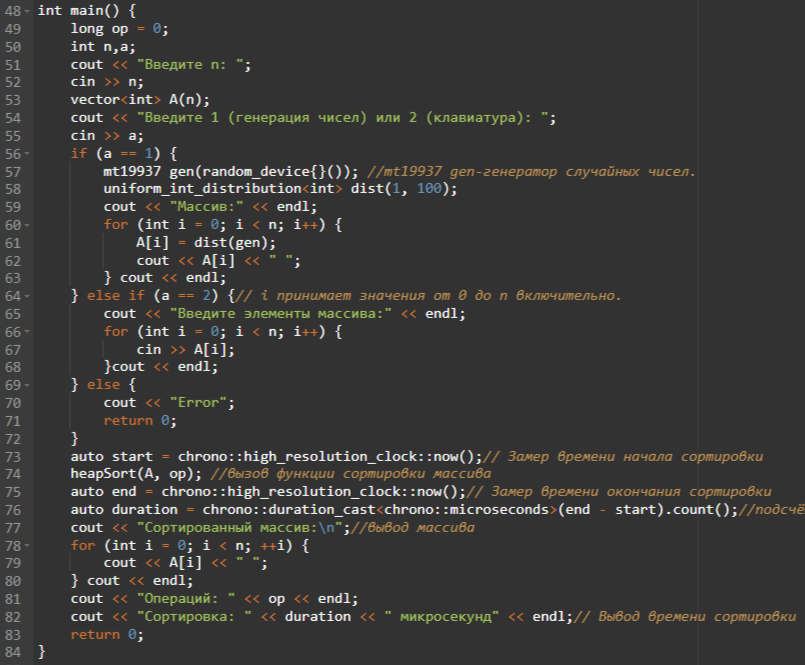 48 int main() {
49     long op = 0;
50     int n,a;
51     cout << "Введите n: ";
52     cin >> n;
53     vector<int> A(n);
54     cout << "Введите 1 (генерация чисел) или 2 (клавиатура): ";
55     cin >> a;
56     if (a == 1) {
57         mt19937 gen(random_device{}()); //mt19937 gen-генератор случайных чисел.
58         uniform_int_distribution<int> dist(1, 100);
59         cout << "Массив:" << endl;
60         for (int i = 0; i < n; i++) {
61             A[i] = dist(gen);
62             cout << A[i] << " ";
63         } cout << endl;
64     } else if (a == 2) {// i принимает значения от 0 до n включительно.
65         cout << "Введите элементы массива:" << endl;
66         for (int i = 0; i < n; i++) {
67             cin >> A[i];
68         }cout << endl;
69     } else {
70         cout << "Error";
71         return 0;
72     }
73     auto start = chrono::high_resolution_clock::now();// Замер времени начала сортировки
74     heapSort(A, op); //вызов функции сортировки массива
75     auto end = chrono::high_resolution_clock::now();// Замер времени окончания сортировки
76     auto duration = chrono::duration_cast<chrono::microseconds>(end - start).count();//подсчё
77     cout << "Сортированный массив:\n";//вывод массива
78     for (int i = 0; i < n; ++i) {
79         cout << A[i] << " ";
80     } cout << endl;
81     cout << "Операций: " << op << endl;
82     cout << "Сортировка: " << duration << " микросекунд" << endl;// Вывод времени сортировки
83     return 0;
84 }